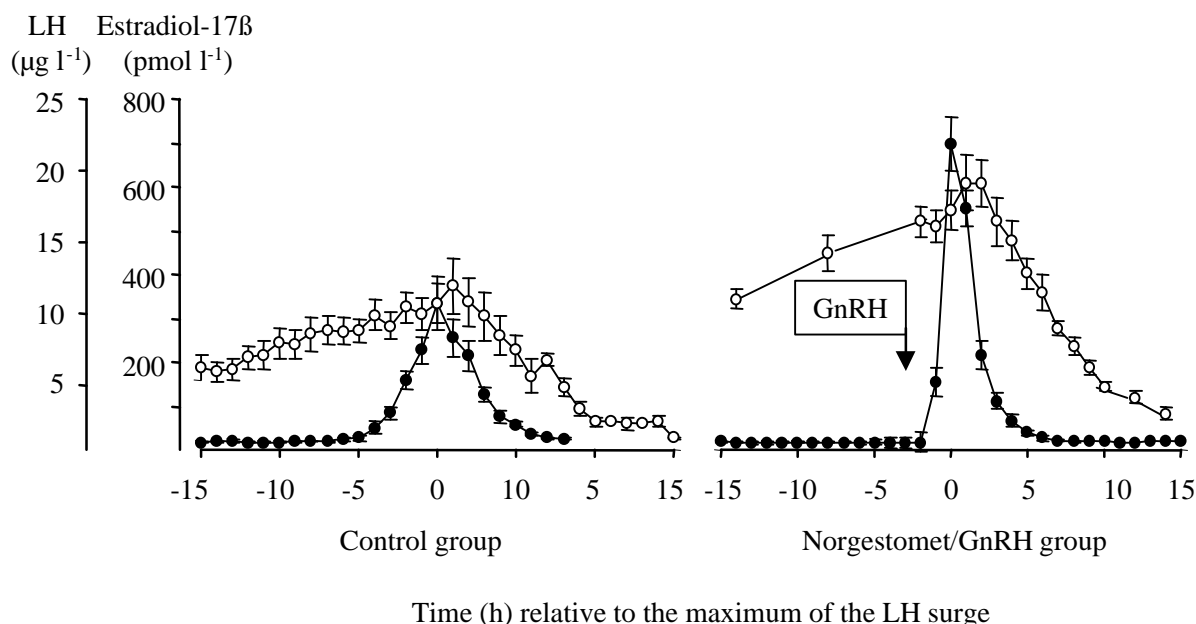 LH Estradiol-17ß
(µg l-1) (pmol l-1)
25 800
20
600
15
400
10
200
5
GnRH
-15 -10 -5 0 10 5 15 -15 -10 -5 0 5 10 15
Control group Norgestomet/GnRH group
Time (h) relative to the maximum of the LH surge